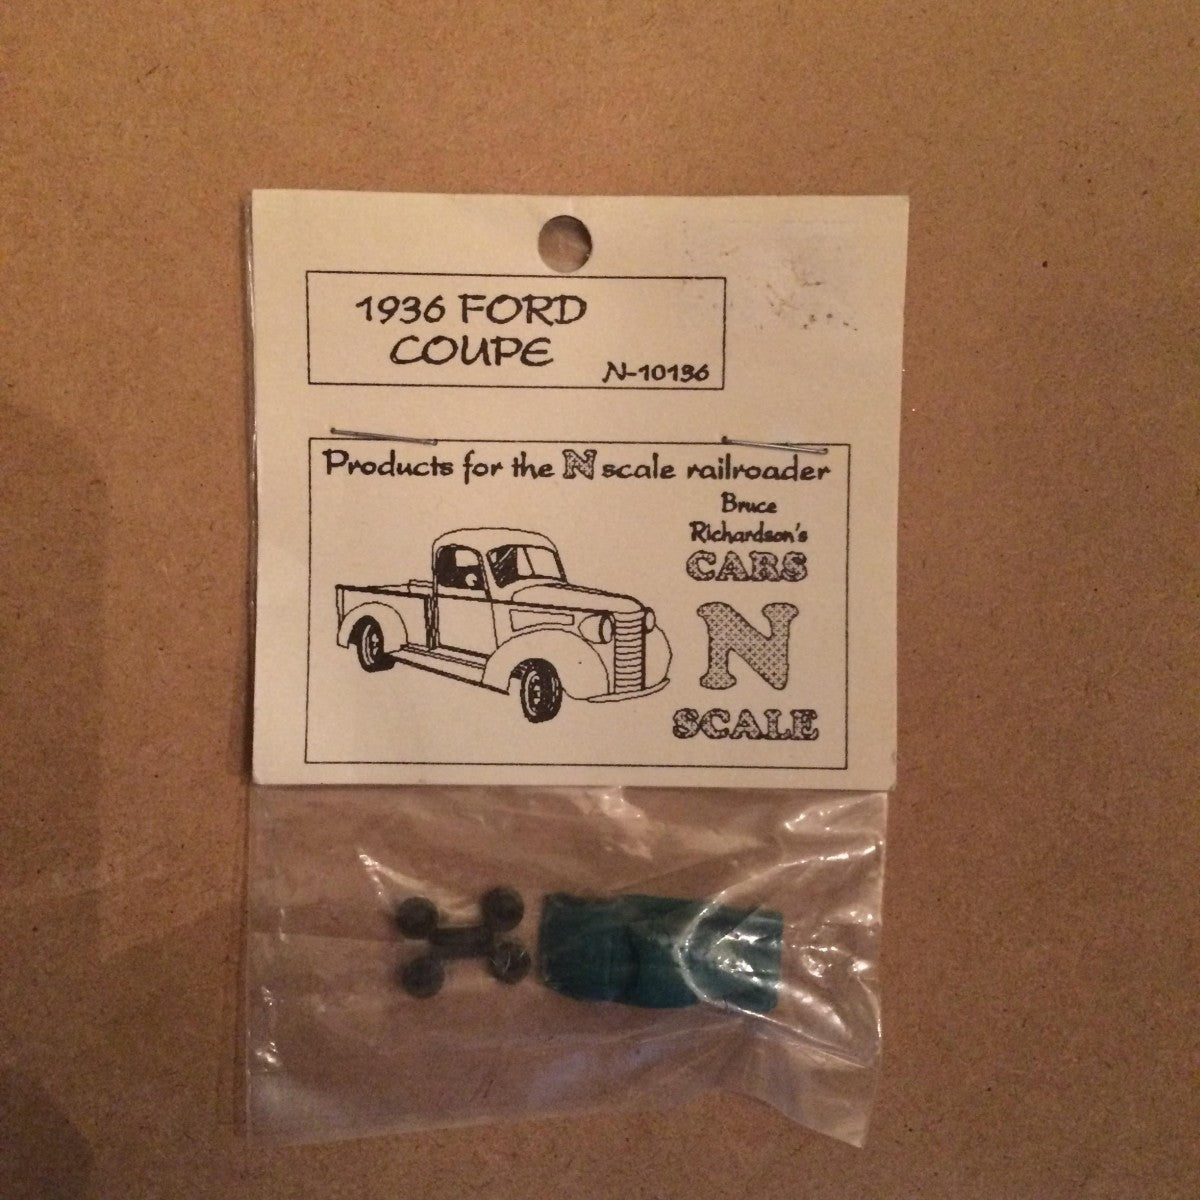 1936 FORD
COUPE
N-10136
Products for the N scale railroader
Bruce
Richardson's
CARS
N
SCALE